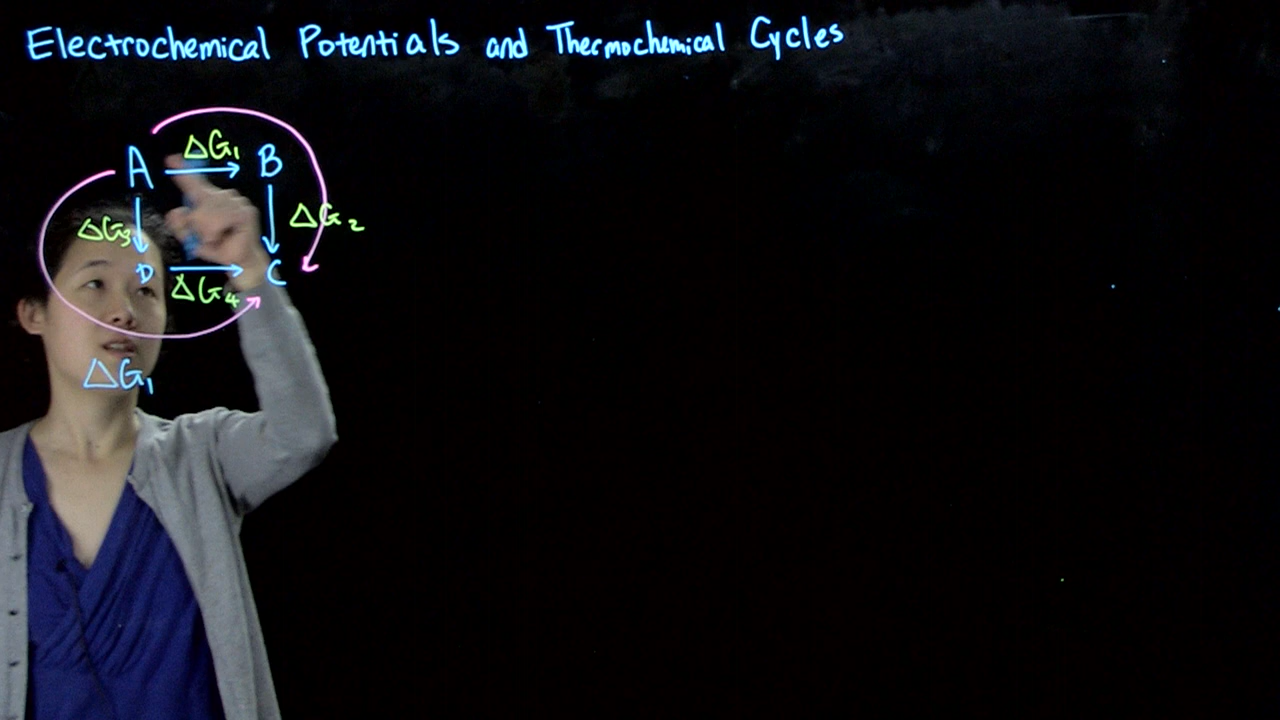 Electrochemical Potentials and Thermochemical Cycles
A ΔG₁ B
ΔG₃ ΔG₂
D ΔG₄ C
ΔG₁